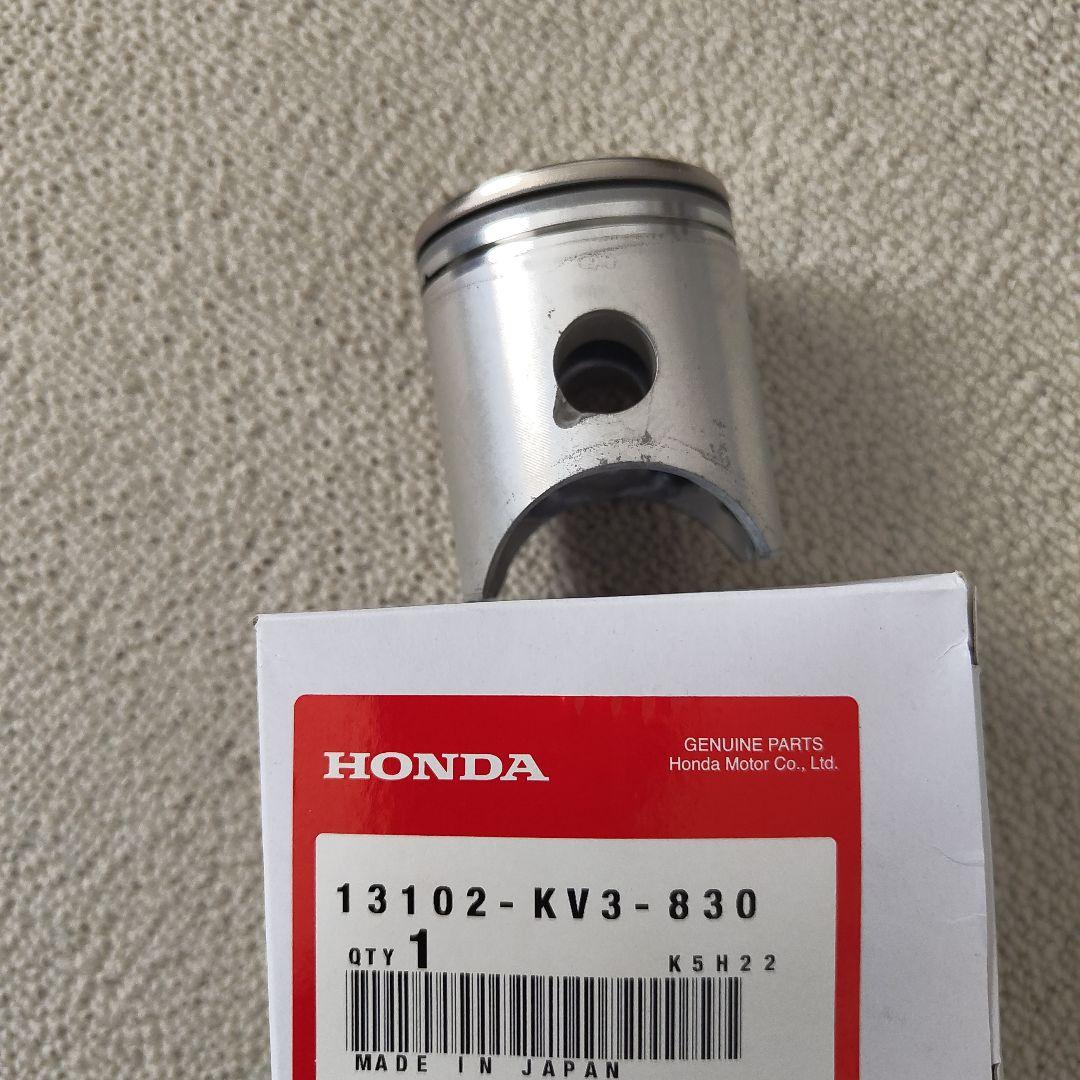 HONDA
GENUINE PARTS
Honda Motor Co., Ltd.
13102-KV3-830
QTY 1 K5H22
MADE IN JAPAN